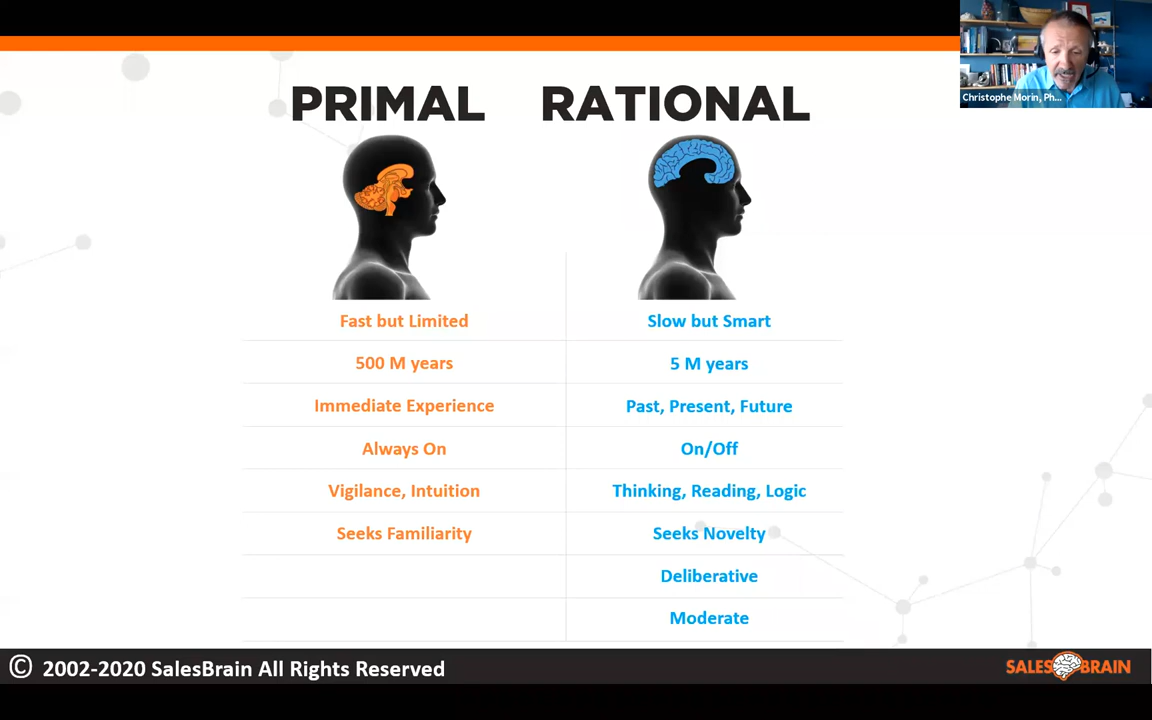 PRIMAL RATIONAL
Christophe Morin, Ph...
Fast but Limited Slow but Smart
500 M years 5 M years
Immediate Experience Past, Present, Future
Always On On/Off
Vigilance, Intuition Thinking, Reading, Logic
Seeks Familiarity Seeks Novelty
Deliberative
Moderate
© 2002-2020 SalesBrain All Rights Reserved
SALES BRAIN